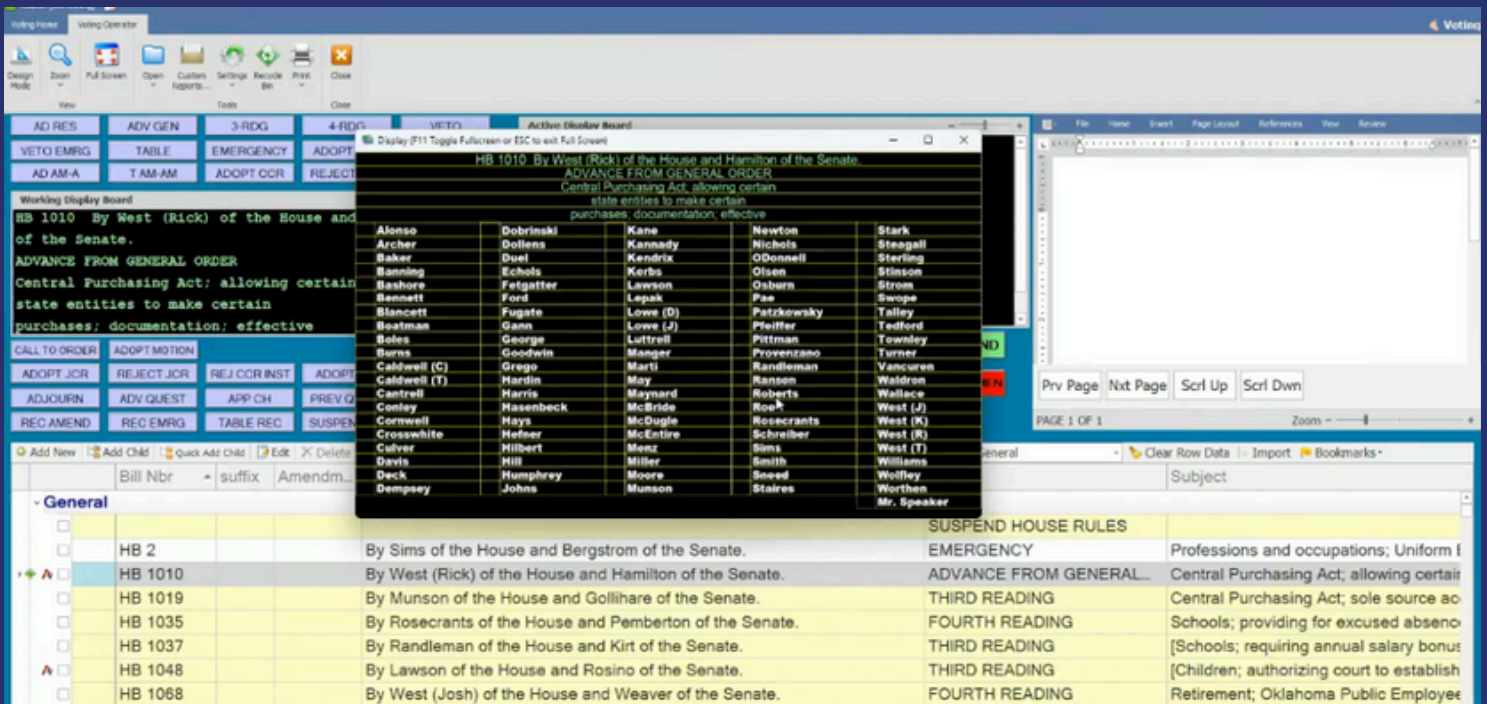 Voting Home Voting Operator
Voting
Design Mode Zoom Full Screen Open Custom Reports... Settings Recycle Bin Print Close
View Tools Close
AD RES ADV GEN 3-RDG 4-RDG VETO Active Display Board
File Home Insert Page Layout References View Review
VETO EMRG TABLE EMERGENCY ADOPT
AD AM-A T AM-AM ADOPT CCR REJECT
Working Display Board
HB 1010 By West (Rick) of the House and
of the Senate.
ADVANCE FROM GENERAL ORDER
Central Purchasing Act; allowing certain
state entities to make certain
purchases; documentation; effective
Display (F11 Toggle Fullscreen or ESC to exit Full Screen)
HB 1010 By West (Rick) of the House and Hamilton of the Senate.
ADVANCE FROM GENERAL ORDER
Central Purchasing Act; allowing certain
state entities to make certain
purchases; documentation; effective
Alonso Dobrinski Kane Newton Stark
Archer Dollens Kannady Nichols Steagall
Baker Duel Kendrix ODonnell Sterling
Banning Echols Kerbs Olsen Stinson
Bashore Fetgatter Lawson Osburn Strom
Bennett Ford Lepak Pae Swope
Blancett Fugate Lowe (D) Patzkowsky Talley
Boatman Gann Lowe (J) Pfeiffer Tedford
Boles George Luttrell Pittman Townley
Burns Goodwin Manger Provenzano Turner
Caldwell (C) Grego Marti Randleman Vancuren
Caldwell (T) Hardin May Ranson Waldron
Cantrell Harris Maynard Roberts Wallace
Conley Hasenbeck McBride Roe West (J)
Cornwell Hays McDugle Rosecrants West (K)
Crosswhite Hefner McEntire Schreiber West (R)
Culver Hilbert Menz Sims West (T)
Davis Hill Miller Smith Williams
Deck Humphrey Moore Sneed Wolfley
Dempsey Johns Munson Staires Worthen
Mr. Speaker
CALL TO ORDER ADOPT MOTION
ADOPT JCR REJECT JCR REJ CCR INST ADOPT
ADJOURN ADV QUEST APP CH PREV Q
REC AMEND REC EMRG TABLE REC SUSPEN
Prv Page Nxt Page Scrl Up Scrl Dwn
PAGE 1 OF 1 Zoom
Add New Add Child Quick Add Child Edit Delete
eneral Clear Row Data Import Bookmarks
Bill Nbr suffix Amendm... Subject
General
SUSPEND HOUSE RULES
HB 2 By Sims of the House and Bergstrom of the Senate. EMERGENCY Professions and occupations; Uniform
HB 1010 By West (Rick) of the House and Hamilton of the Senate. ADVANCE FROM GENERAL... Central Purchasing Act; allowing certain
HB 1019 By Munson of the House and Gollihare of the Senate. THIRD READING Central Purchasing Act; sole source ac
HB 1035 By Rosecrants of the House and Pemberton of the Senate. FOURTH READING Schools; providing for excused absenc
HB 1037 By Randleman of the House and Kirt of the Senate. THIRD READING [Schools; requiring annual salary bonus
HB 1048 By Lawson of the House and Rosino of the Senate. THIRD READING [Children; authorizing court to establish
HB 1068 By West (Josh) of the House and Weaver of the Senate. FOURTH READING Retirement; Oklahoma Public Employee